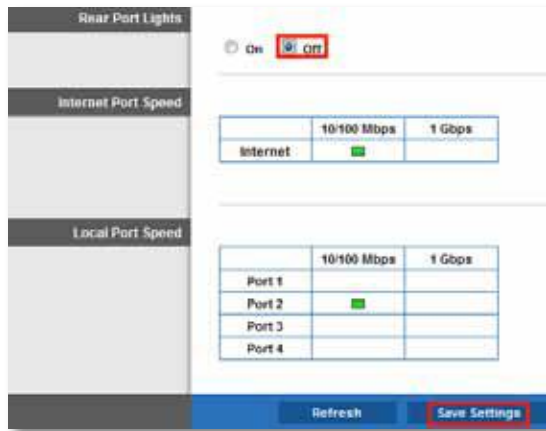 Rear Port Lights
On Off
Internet Port Speed
10/100 Mbps 1 Gbps
Internet
Local Port Speed
10/100 Mbps 1 Gbps
Port 1
Port 2
Port 3
Port 4
Refresh Save Settings